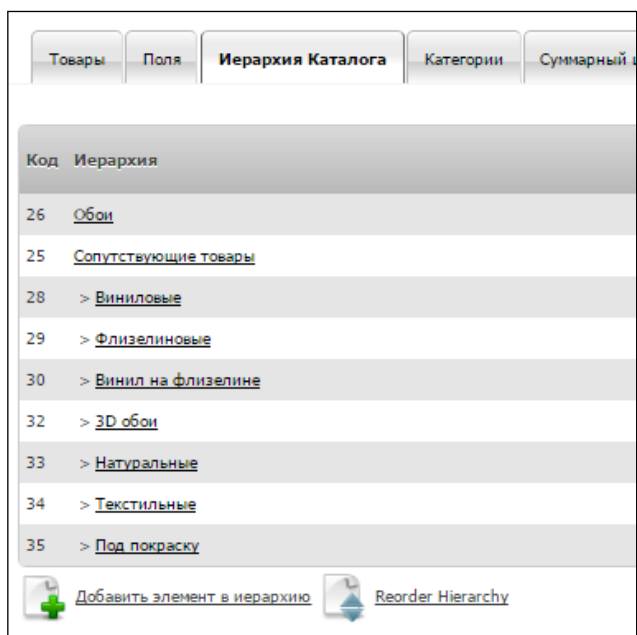 Товары Поля Иерархия Каталога Категории Суммарный
Код Иерархия
26 Обои
25 Сопутствующие товары
28 > Виниловые
29 > Флизелиновые
30 > Винил на флизелине
32 > 3D обои
33 > Натуральные
34 > Текстильные
35 > Под покраску
Добавить элемент в иерархию Reorder Hierarchy